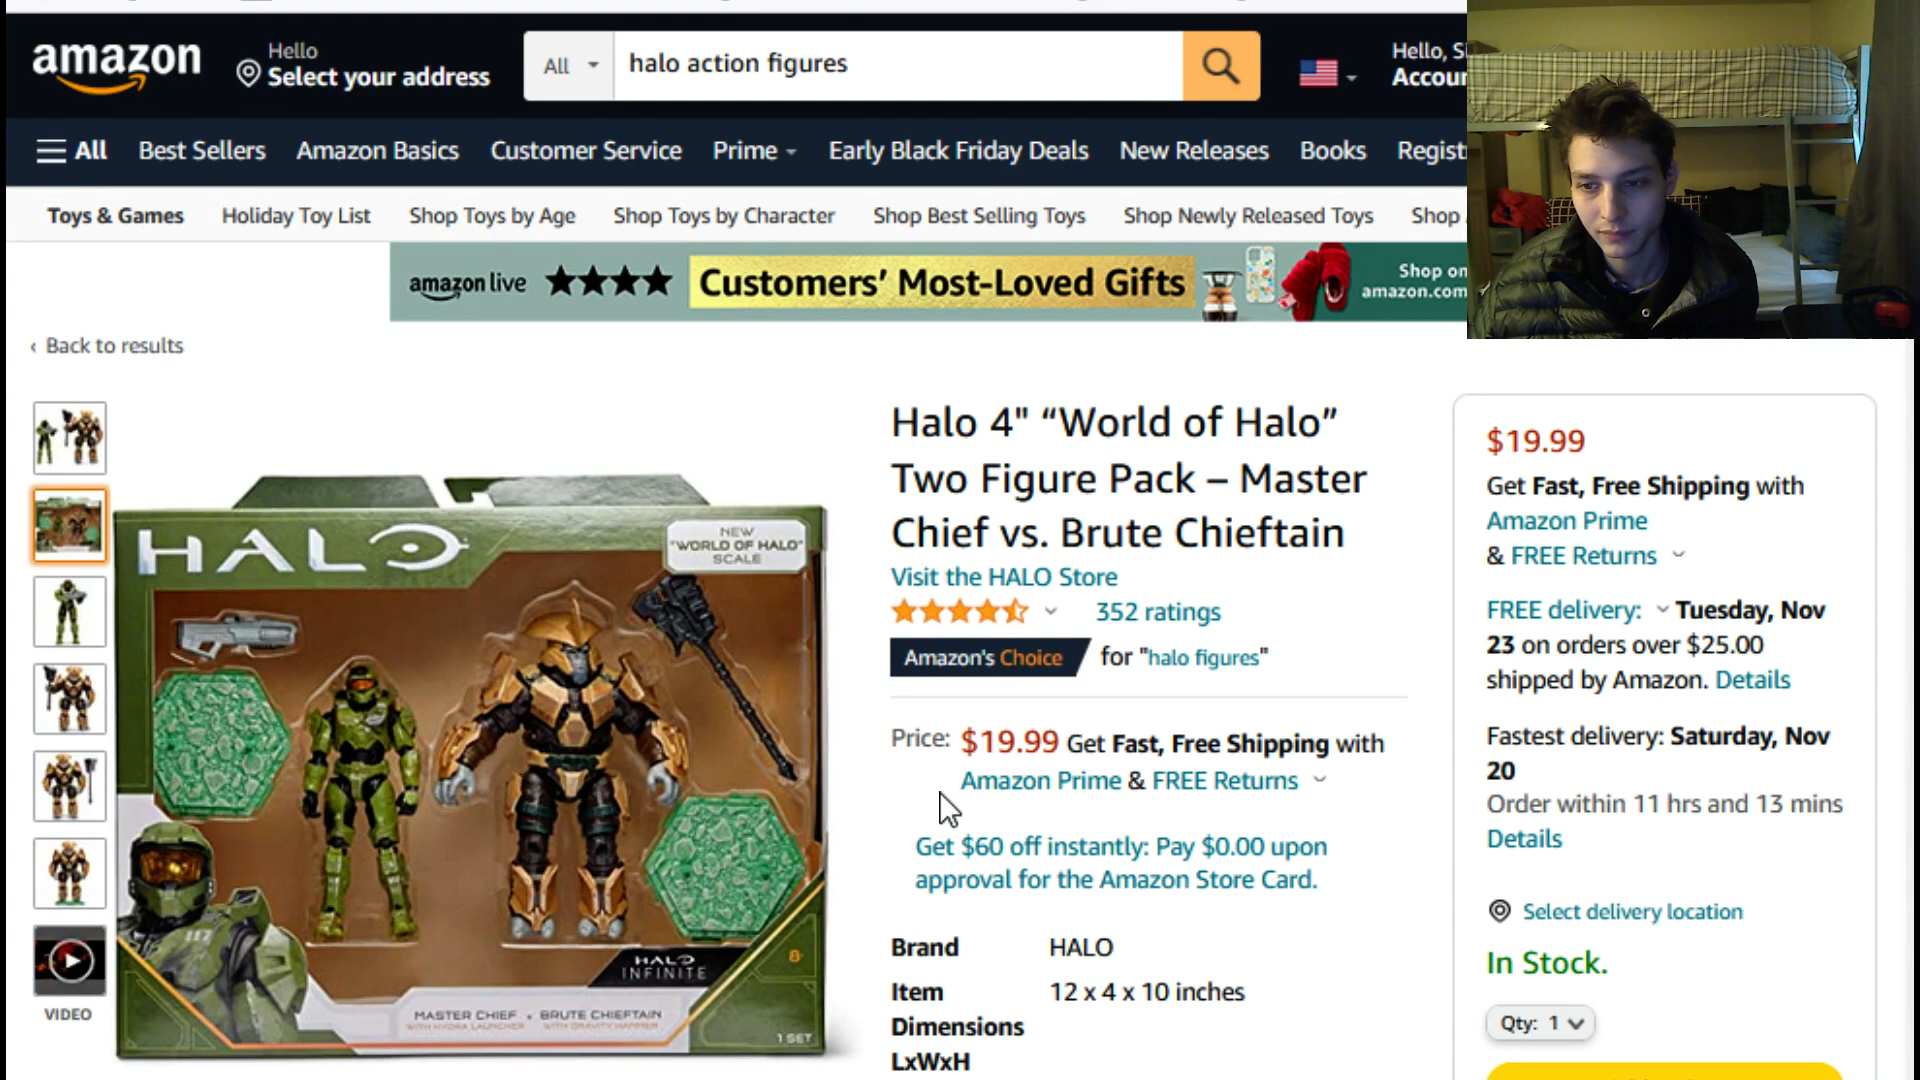 amazon
Hello
Select your address
All
halo action figures
Hello, S
Accou
All
Best Sellers
Amazon Basics
Customer Service
Prime
Early Black Friday Deals
New Releases
Books
Regist
Toys & Games
Holiday Toy List
Shop Toys by Age
Shop Toys by Character
Shop Best Selling Toys
Shop Newly Released Toys
Shop
amazon live
Customers' Most-Loved Gifts
Shop on
amazon.com
‹ Back to results
VIDEO
HALO
NEW
"WORLD OF HALO"
SCALE
117
HALO
INFINITE
8+
MASTER CHIEF • BRUTE CHIEFTAIN
WITH HYDRA LAUNCHER WITH GRAVITY HAMMER
1 SET
Halo 4" “World of Halo”
Two Figure Pack – Master
Chief vs. Brute Chieftain
Visit the HALO Store
352 ratings
Amazon's Choice for "halo figures"
Price: $19.99 Get Fast, Free Shipping with
Amazon Prime & FREE Returns
Get $60 off instantly: Pay $0.00 upon
approval for the Amazon Store Card.
Brand HALO
Item 12 x 4 x 10 inches
Dimensions
LxWxH
$19.99
Get Fast, Free Shipping with
Amazon Prime
& FREE Returns
FREE delivery: Tuesday, Nov
23 on orders over $25.00
shipped by Amazon. Details
Fastest delivery: Saturday, Nov
20
Order within 11 hrs and 13 mins
Details
Select delivery location
In Stock.
Qty: 1